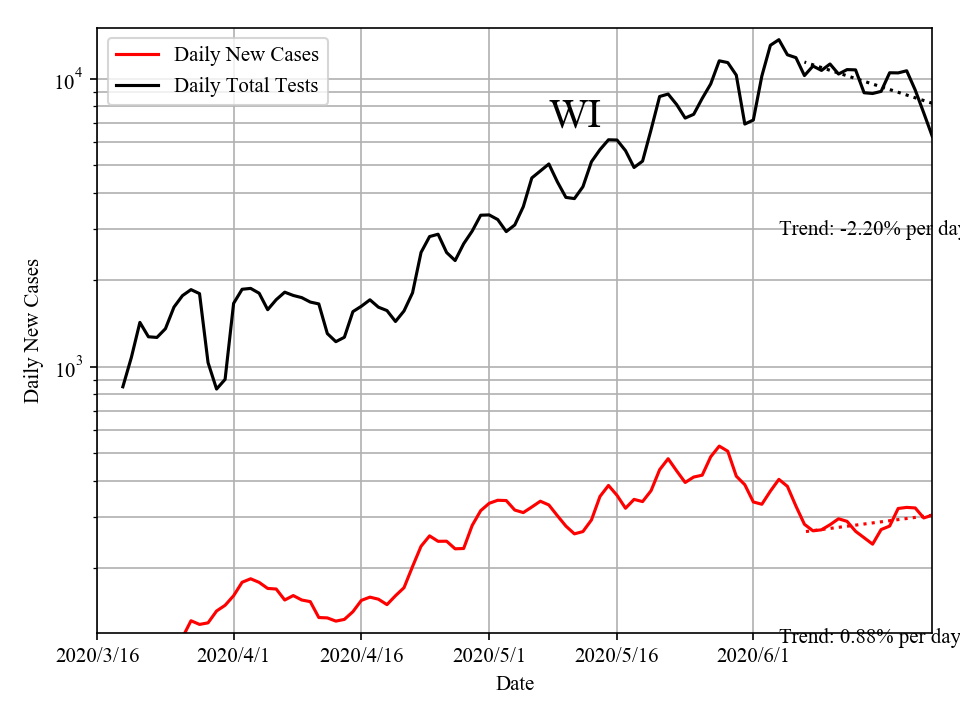 Daily New Cases
Daily Total Tests
WI
10^4
Trend: -2.20% per day
Daily New Cases
10^3
Trend: 0.88% per day
2020/3/16
2020/4/1
2020/4/16
2020/5/1
2020/5/16
2020/6/1
Date